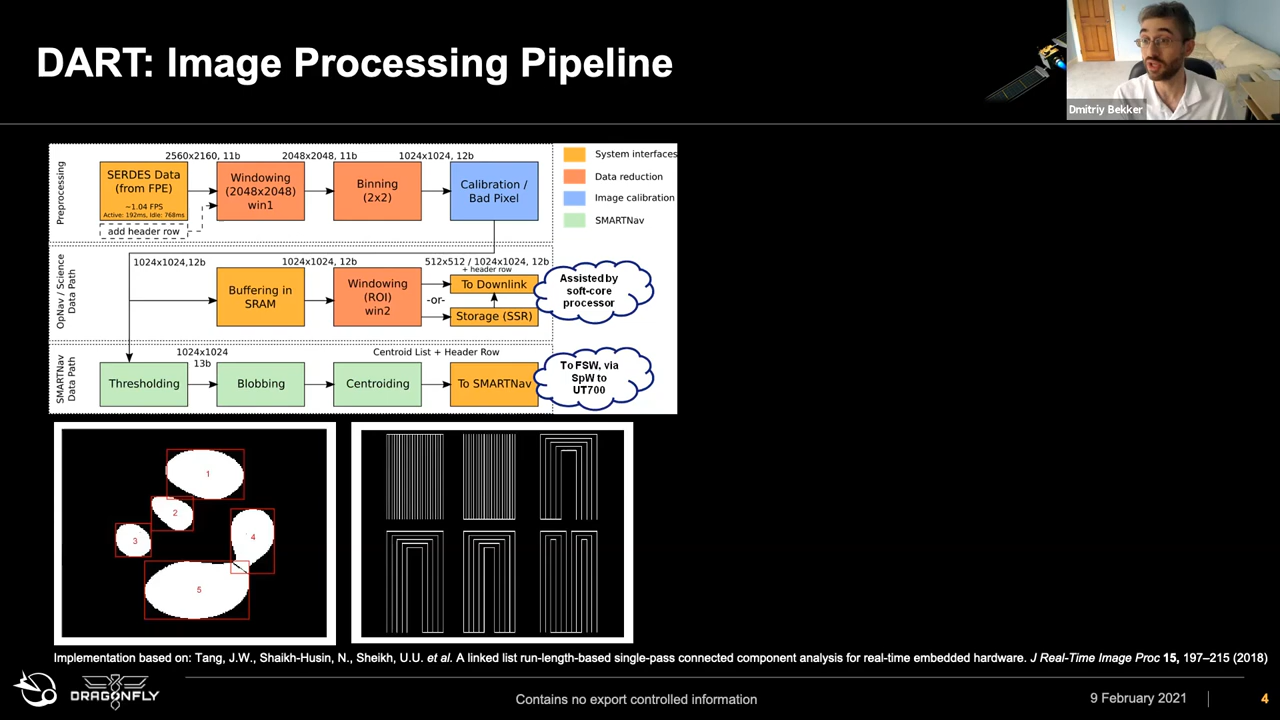 DART: Image Processing Pipeline
Dmitriy Bekker
Preprocessing
2560x2160, 11b
2048x2048, 11b
1024x1024, 12b
SERDES Data
(from FPE)
~1.04 FPS
Active: 192ms, Idle: 768ms
add header row
Windowing
(2048x2048)
win1
Binning
(2x2)
Calibration /
Bad Pixel
System interfaces
Data reduction
Image calibration
SMARTNav
OpNav / Science
Data Path
1024x1024,12b
1024x1024, 12b
512x512 / 1024x1024, 12b
+ header row
Buffering in
SRAM
Windowing
(ROI)
win2
-or-
To Downlink
Storage (SSR)
Assisted by
soft-core
processor
SMARTNav
Data Path
1024x1024
13b
Centroid List + Header Row
Thresholding
Blobbing
Centroiding
To SMARTNav
To FSW, via
SpW to
UT700
1
2
3
4
5
Implementation based on: Tang, J.W., Shaikh-Husin, N., Sheikh, U.U. et al. A linked list run-length-based single-pass connected component analysis for real-time embedded hardware. J Real-Time Image Proc 15, 197–215 (2018)
DRAGONFLY
Contains no export controlled information
9 February 2021
4